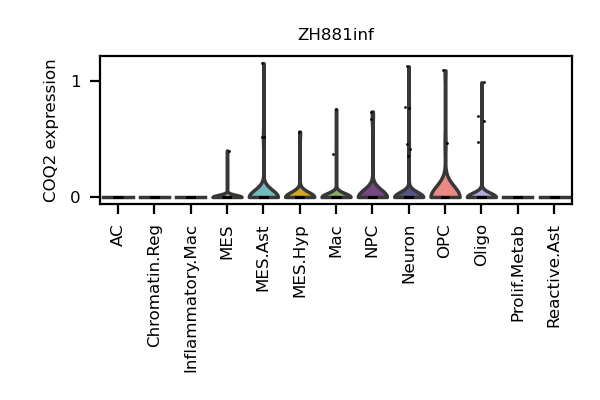 ZH881inf
COQ2 expression
1
0
AC
Chromatin.Reg
Inflammatory.Mac
MES
MES.Ast
MES.Hyp
Mac
NPC
Neuron
OPC
Oligo
Prolif.Metab
Reactive.Ast